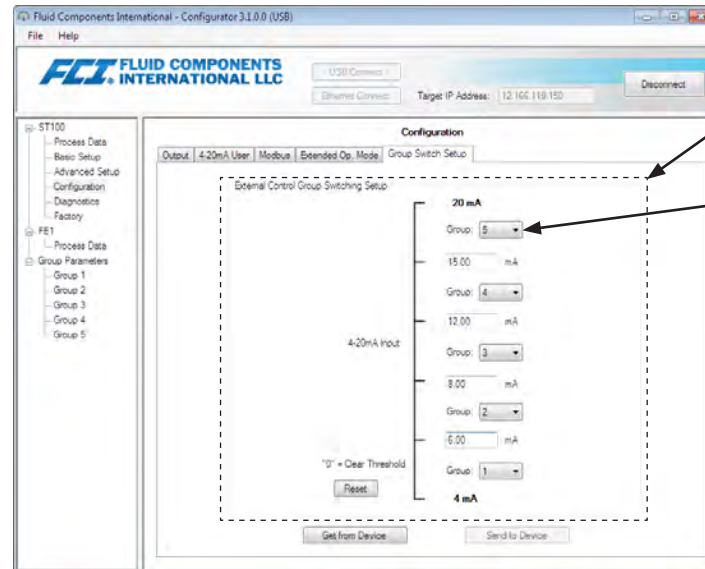 Fluid Components International - Configurator 3.1.0.0 (USB)
File Help
FCI. FLUID COMPONENTS
INTERNATIONAL LLC
USB Connect
Ethernet Connect
Target IP Address: 12.166.118.150
Disconnect
ST100
Process Data
Basic Setup
Advanced Setup
Configuration
Diagnostics
Factory
FE1
Process Data
Group Parameters
Group 1
Group 2
Group 3
Group 4
Group 5
Configuration
Output 4-20mA User Modbus Extended Op. Mode Group Switch Setup
External Control Group Switching Setup
20 mA
Group: 5
15.00 mA
Group: 4
12.00 mA
Group: 3
4-20mA Input
8.00 mA
Group: 2
6.00 mA
"0" = Clear Threshold
Group: 1
Reset
4 mA
Get from Device
Send to Device